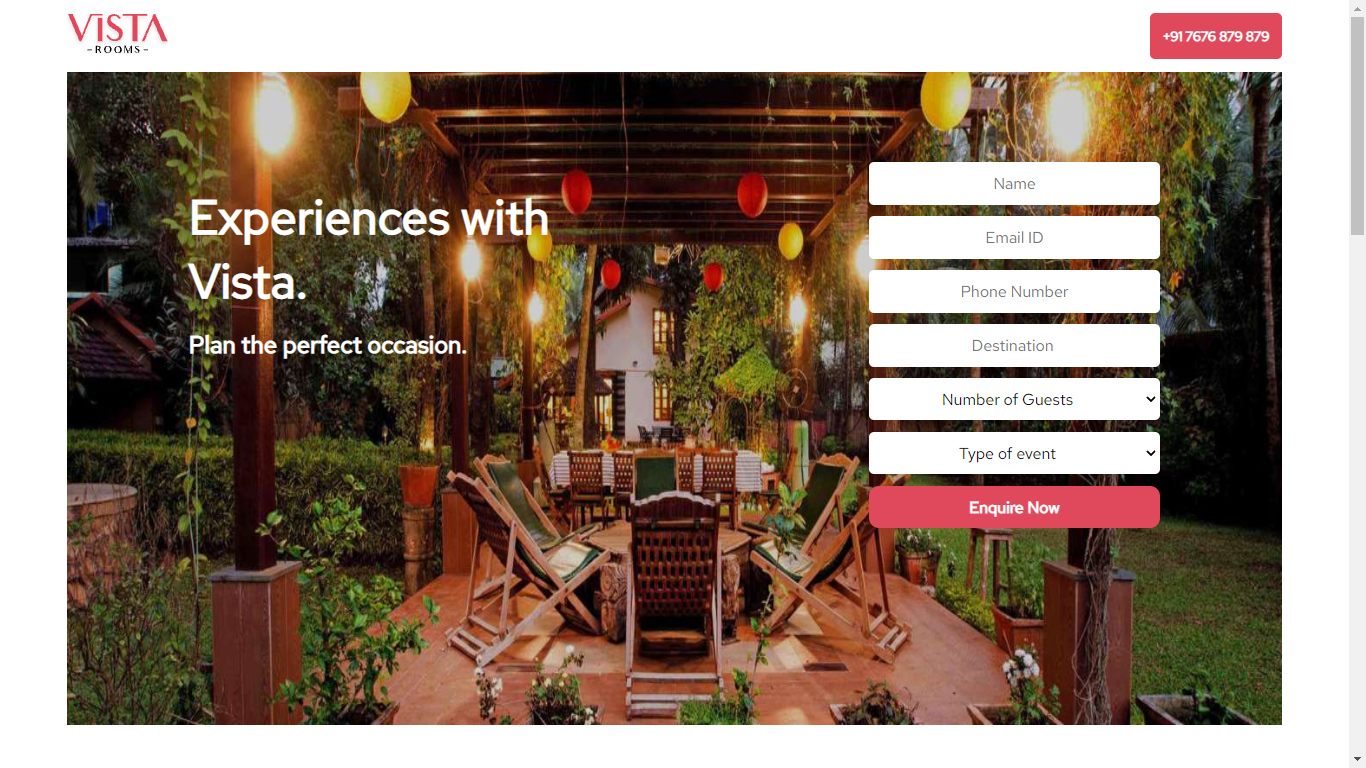 VISTA
-ROOMS-
+91 7676 879 879
Experiences with
Vista.
Plan the perfect occasion.
Name
Email ID
Phone Number
Destination
Number of Guests
Type of event
Enquire Now